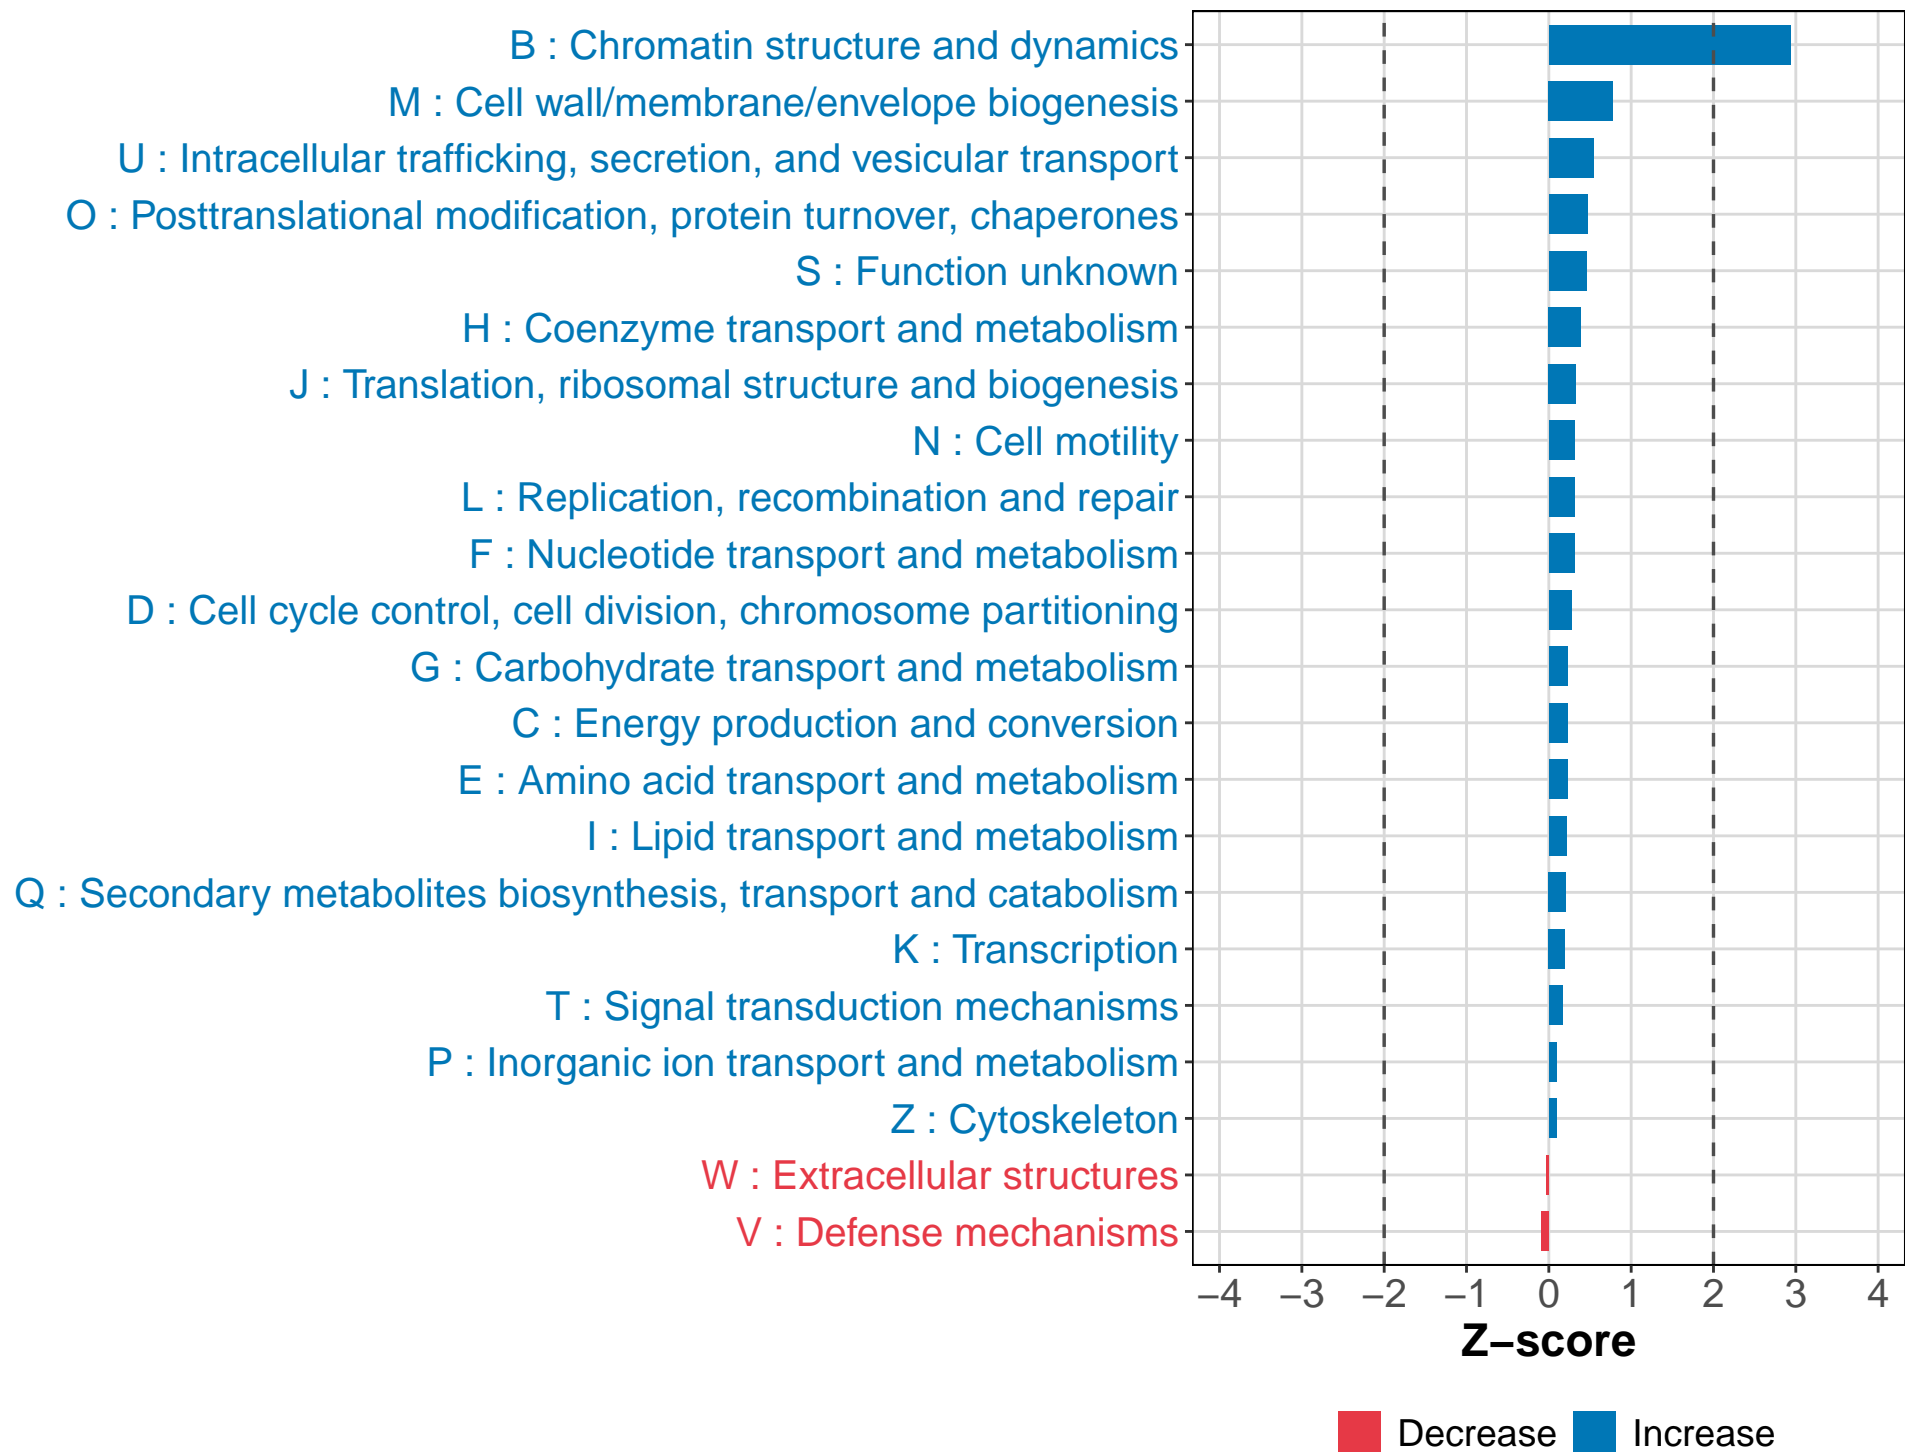 B : Chromatin structure and dynamics
M : Cell wall/membrane/envelope biogenesis
U : Intracellular trafficking, secretion, and vesicular transport
O : Posttranslational modification, protein turnover, chaperones
S : Function unknown
H : Coenzyme transport and metabolism
J : Translation, ribosomal structure and biogenesis
N : Cell motility
L : Replication, recombination and repair
F : Nucleotide transport and metabolism
D : Cell cycle control, cell division, chromosome partitioning
G : Carbohydrate transport and metabolism
C : Energy production and conversion
E : Amino acid transport and metabolism
I : Lipid transport and metabolism
Q : Secondary metabolites biosynthesis, transport and catabolism
K : Transcription
T : Signal transduction mechanisms
P : Inorganic ion transport and metabolism
Z : Cytoskeleton
W : Extracellular structures
V : Defense mechanisms
−4 −3 −2 −1 0 1 2 3 4
Z−score
Decrease Increase